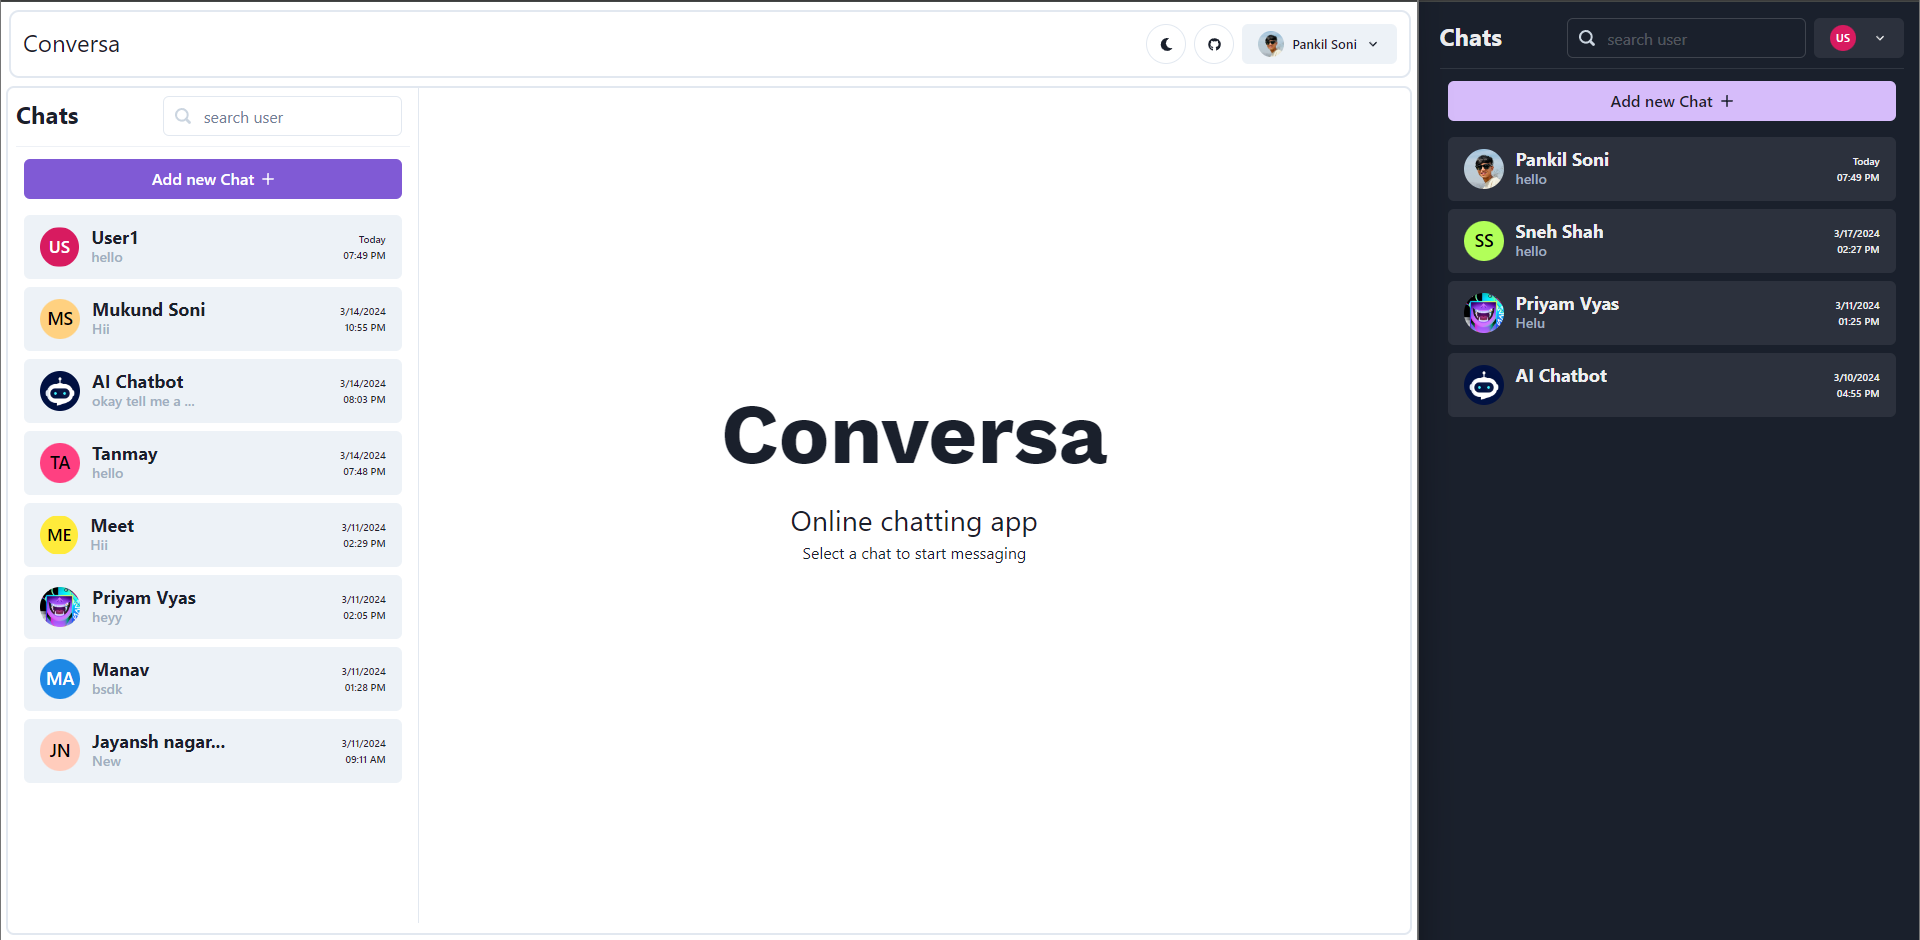 Conversa
Pankil Soni
Chats
search user
Add new Chat +
US
User1
hello
Today
07:49 PM
MS
Mukund Soni
Hii
3/14/2024
10:55 PM
AI Chatbot
okay tell me a ...
3/14/2024
08:03 PM
TA
Tanmay
hello
3/14/2024
07:48 PM
ME
Meet
Hii
3/11/2024
02:29 PM
Priyam Vyas
heyy
3/11/2024
02:05 PM
MA
Manav
bsdk
3/11/2024
01:28 PM
JN
Jayansh nagar...
New
3/11/2024
09:11 AM
Conversa
Online chatting app
Select a chat to start messaging
Chats
search user
US
Add new Chat +
Pankil Soni
hello
Today
07:49 PM
SS
Sneh Shah
hello
3/17/2024
02:27 PM
Priyam Vyas
Helu
3/11/2024
01:25 PM
AI Chatbot
3/10/2024
04:55 PM